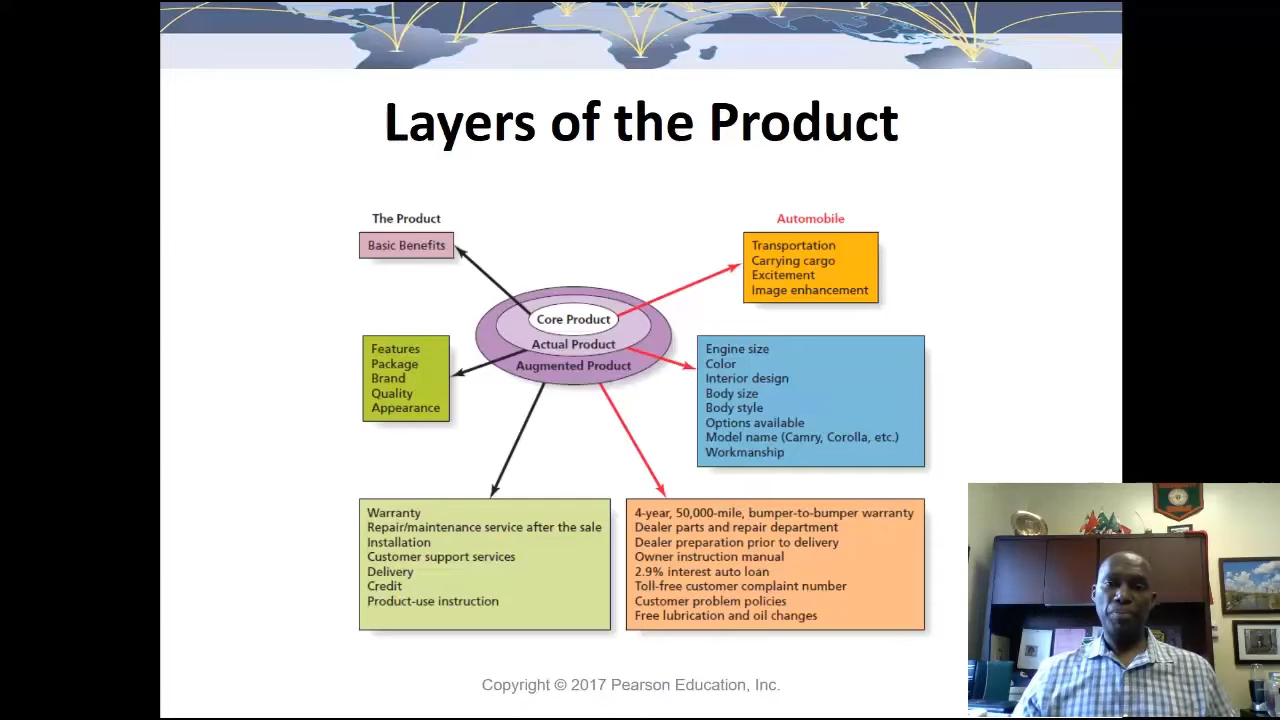 Layers of the Product
The Product
Automobile
Basic Benefits
Transportation
Carrying cargo
Excitement
Image enhancement
Core Product
Actual Product
Augmented Product
Features
Package
Brand
Quality
Appearance
Engine size
Color
Interior design
Body size
Body style
Options available
Model name (Camry, Corolla, etc.)
Workmanship
Warranty
Repair/maintenance service after the sale
Installation
Customer support services
Delivery
Credit
Product-use instruction
4-year, 50,000-mile, bumper-to-bumper warranty
Dealer parts and repair department
Dealer preparation prior to delivery
Owner instruction manual
2.9% interest auto loan
Toll-free customer complaint number
Customer problem policies
Free lubrication and oil changes
Copyright © 2017 Pearson Education, Inc.